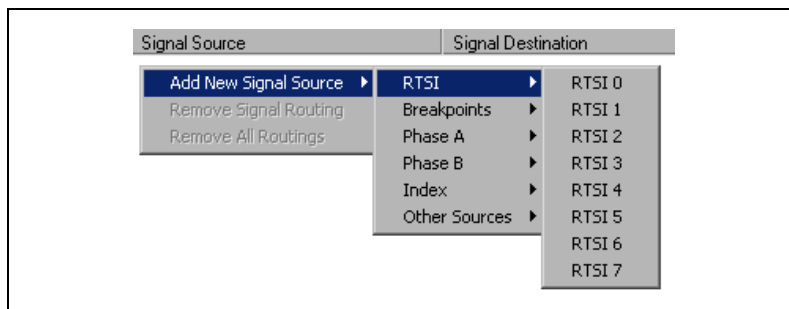 Signal Source Signal Destination
Add New Signal Source RTSI RTSI 0
Remove Signal Routing Breakpoints RTSI 1
Remove All Routings Phase A RTSI 2
Phase B RTSI 3
Index RTSI 4
Other Sources RTSI 5
RTSI 6
RTSI 7